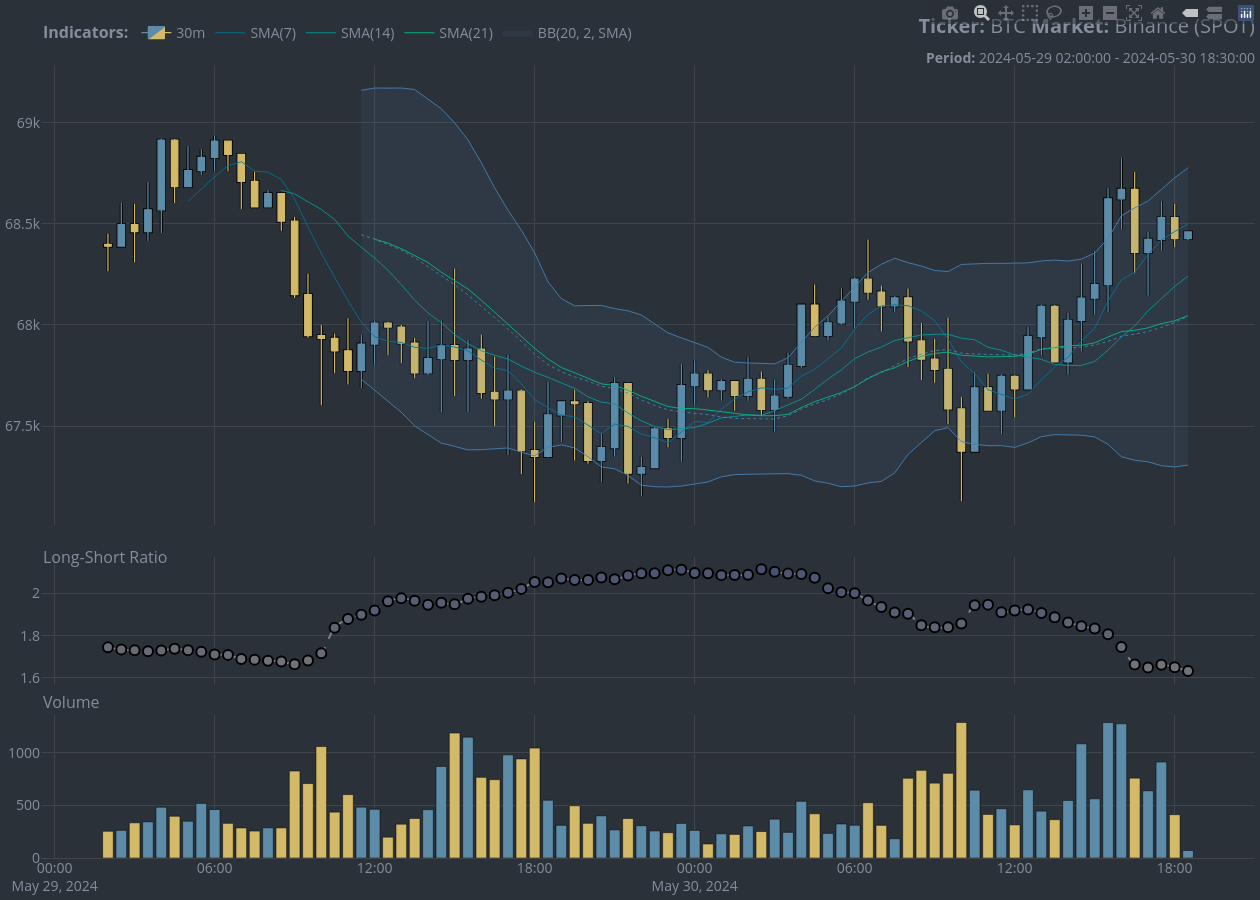 Indicators: 30m SMA(7) SMA(14) SMA(21) BB(20, 2, SMA)
Ticker: BTC Market: Binance (SPOT)
Period: 2024-05-29 02:00:00 - 2024-05-30 18:30:00
69k
68.5k
68k
67.5k
Long-Short Ratio
2
1.8
1.6
Volume
1000
500
0
00:00 06:00 12:00 18:00 00:00 06:00 12:00 18:00
May 29, 2024 May 30, 2024